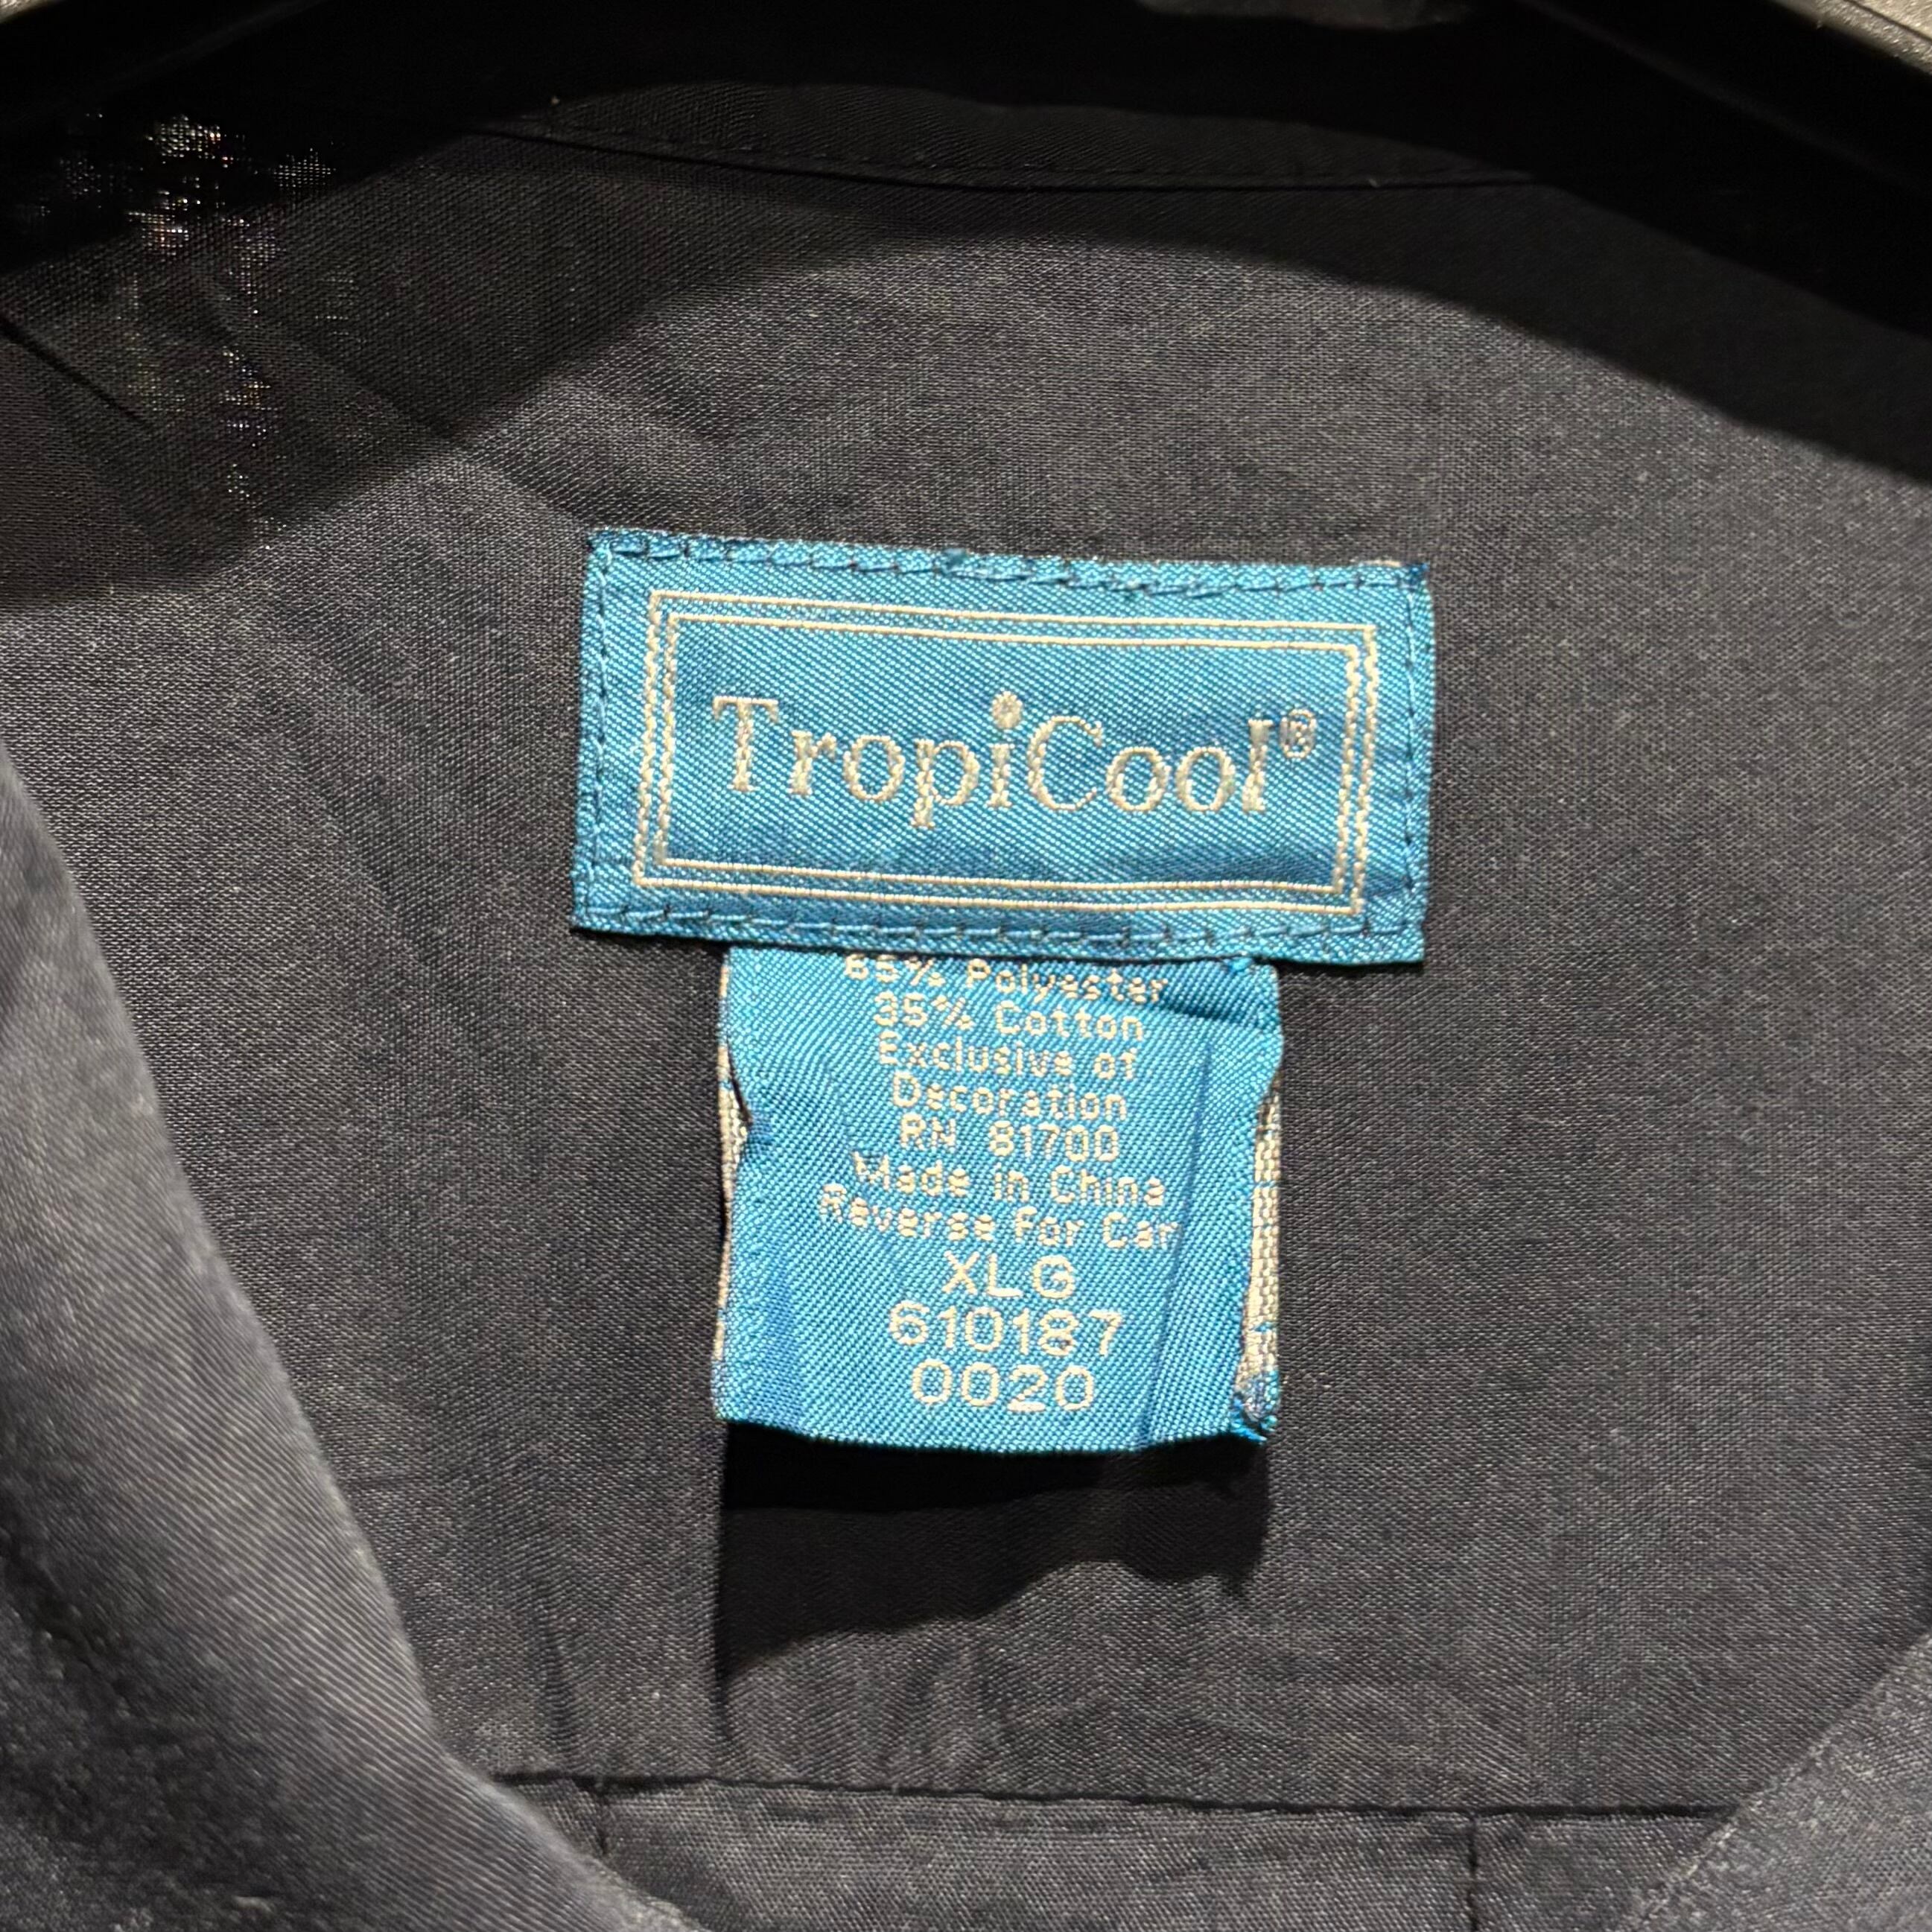 TropiCool®
65% Polyester
35% Cotton
Exclusive of
Decoration
RN 81700
Made in China
Reverse For Car
XLG
610187
0020